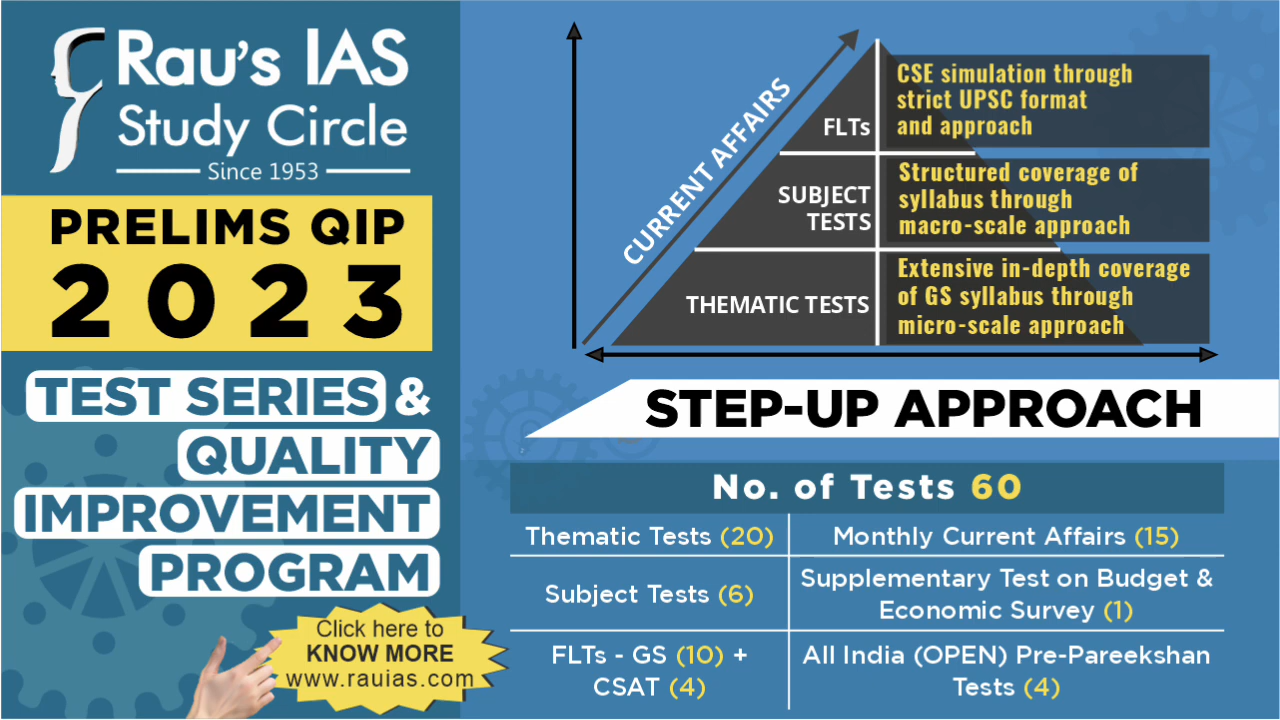 Rau's IAS
Study Circle
Since 1953
PRELIMS QIP
2023
TEST SERIES &
QUALITY
IMPROVEMENT
PROGRAM
Click here to
KNOW MORE
www.rauias.com
CURRENT AFFAIRS
FLTs
CSE simulation through
strict UPSC format
and approach
SUBJECT
TESTS
Structured coverage of
syllabus through
macro-scale approach
THEMATIC TESTS
Extensive in-depth coverage
of GS syllabus through
micro-scale approach
STEP-UP APPROACH
No. of Tests 60
Thematic Tests (20)
Monthly Current Affairs (15)
Subject Tests (6)
Supplementary Test on Budget &
Economic Survey (1)
FLTs - GS (10) +
CSAT (4)
All India (OPEN) Pre-Pareekshan
Tests (4)